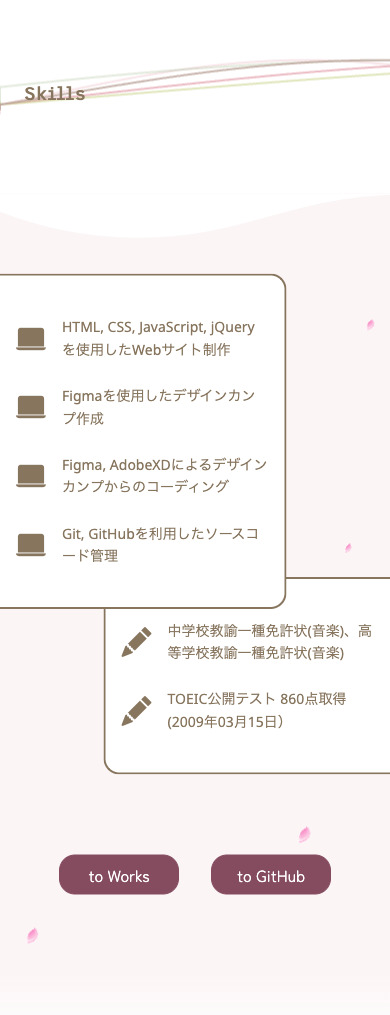 Skills
HTML, CSS, JavaScript, jQuery
を使用したWebサイト制作
Figmaを使用したデザインカン
プ作成
Figma, AdobeXDによるデザイン
カンプからのコーディング
Git, GitHubを利用したソースコ
ード管理
中学校教諭一種免許状(音楽)、高
等学校教諭一種免許状(音楽)
TOEIC公開テスト 860点取得
(2009年03月15日）
to Works
to GitHub